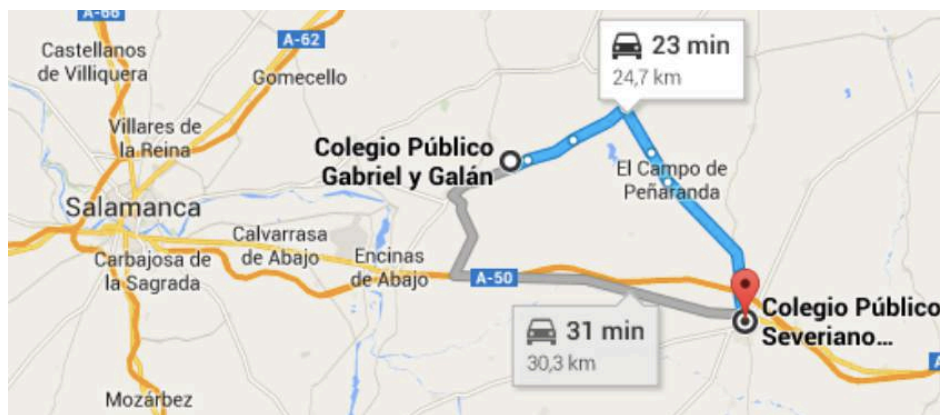 A-66
A-62
Castellanos
de Villiquera
Gomecello
23 min
24,7 km
Villares de
la Reina
Colegio Público
Gabriel y Galán
El Campo de
Peñaranda
Salamanca
Calvarrasa
de Abajo
Encinas
de Abajo
Carbajosa de
la Sagrada
A-50
Colegio Público
Severiano...
31 min
30,3 km
Mozárbez